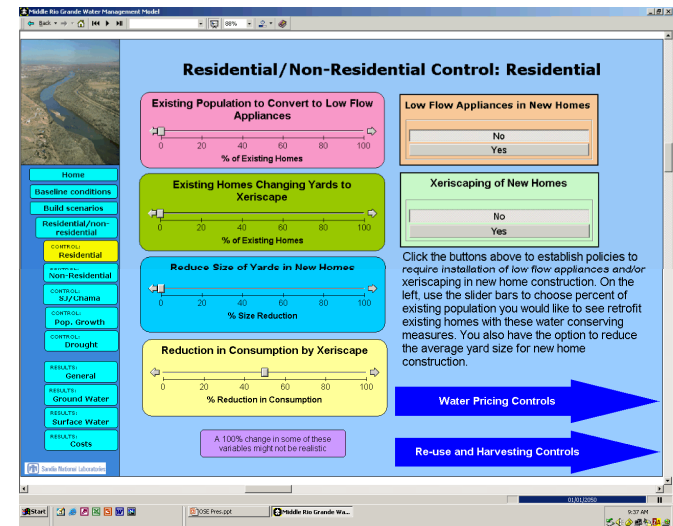 Middle Rio Grande Water Management Model
Back
88%
Residential/Non-Residential Control: Residential
Existing Population to Convert to Low Flow
Appliances
0 20 40 60 80 100
% of Existing Homes
Low Flow Appliances in New Homes
No
Yes
Existing Homes Changing Yards to
Xeriscape
0 20 40 60 80 100
% of Existing Homes
Xeriscaping of New Homes
No
Yes
Reduce Size of Yards in New Homes
0 20 40 60 80 100
% Size Reduction
Click the buttons above to establish policies to
require installation of low flow appliances and/or
xeriscaping in new home construction. On the
left, use the slider bars to choose percent of
existing population you would like to see retrofit
existing homes with these water conserving
measures. You also have the option to reduce
the average yard size for new home
construction.
Reduction in Consumption by Xeriscape
0 20 40 60 80 100
% Reduction in Consumption
A 100% change in some of these
variables might not be realistic
Water Pricing Controls
Re-use and Harvesting Controls
Home
Baseline conditions
Build scenarios
Residential/non-
residential
CONTROL:
Residential
CONTROL:
Non-Residential
CONTROL:
SJ/Chama
CONTROL:
Pop. Growth
CONTROL:
Drought
RESULTS:
General
RESULTS:
Ground Water
RESULTS:
Surface Water
RESULTS:
Costs
Sandia National Laboratories
01/01/2050
Start
OSE Pres.ppt
Middle Rio Grande Wa...
9:37 AM